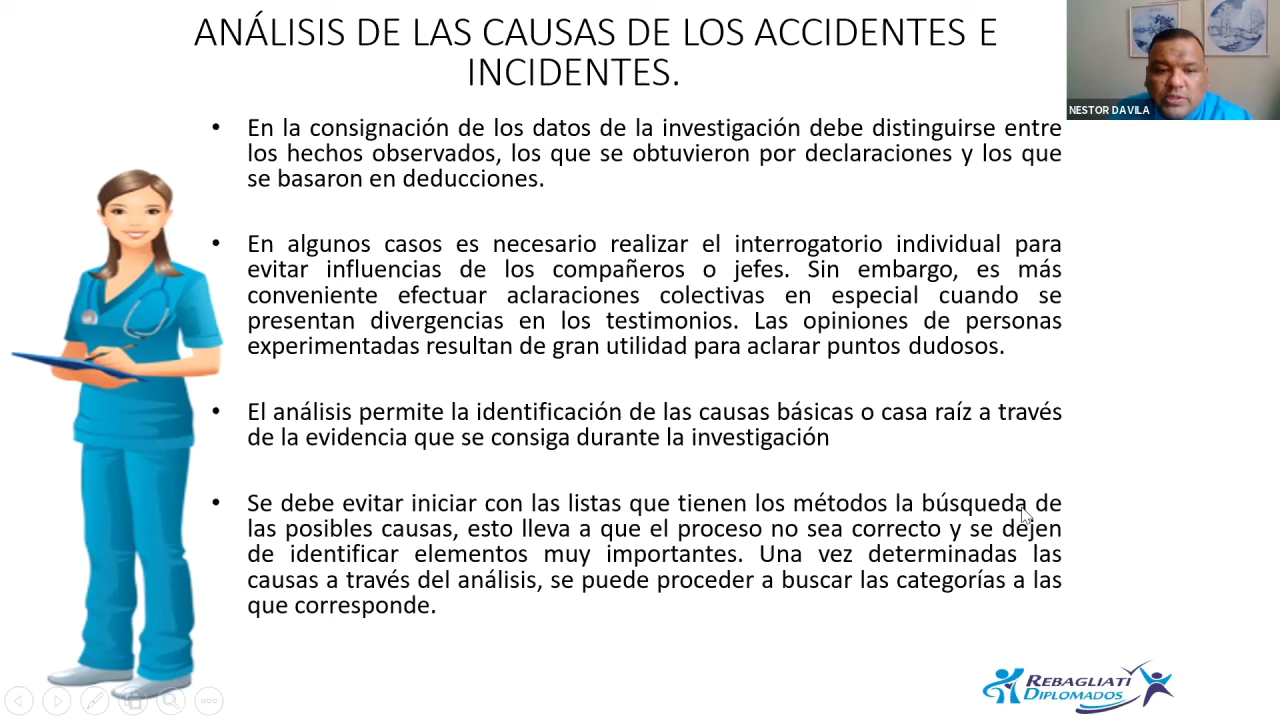 ANÁLISIS DE LAS CAUSAS DE LOS ACCIDENTES E
INCIDENTES.
NESTOR DAVILA
• En la consignación de los datos de la investigación debe distinguirse entre
los hechos observados, los que se obtuvieron por declaraciones y los que
se basaron en deducciones.
• En algunos casos es necesario realizar el interrogatorio individual para
evitar influencias de los compañeros o jefes. Sin embargo, es más
conveniente efectuar aclaraciones colectivas en especial cuando se
presentan divergencias en los testimonios. Las opiniones de personas
experimentadas resultan de gran utilidad para aclarar puntos dudosos.
• El análisis permite la identificación de las causas básicas o casa raíz a través
de la evidencia que se consiga durante la investigación
• Se debe evitar iniciar con las listas que tienen los métodos la búsqueda de
las posibles causas, esto lleva a que el proceso no sea correcto y se dejen
de identificar elementos muy importantes. Una vez determinadas las
causas a través del análisis, se puede proceder a buscar las categorías a las
que corresponde.
REBAGLIATI
DIPLOMADOS